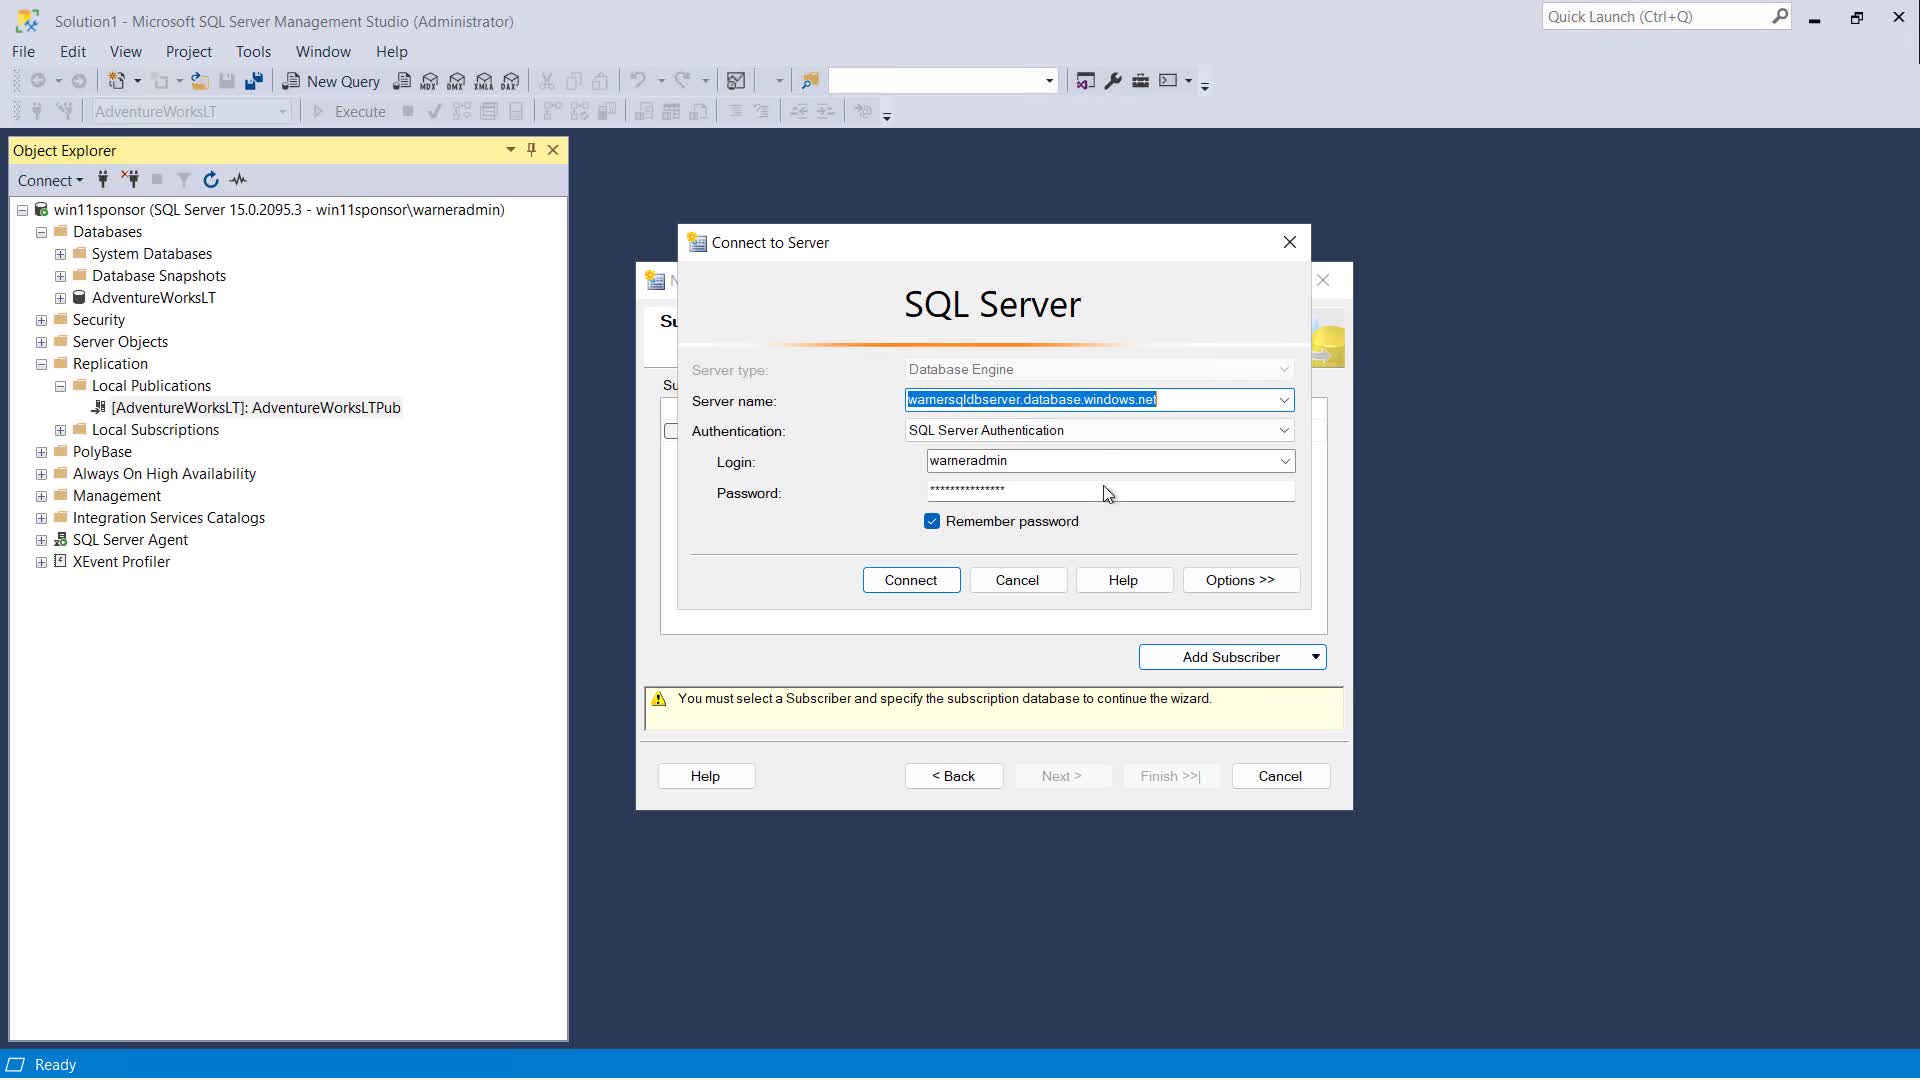 Solution1 - Microsoft SQL Server Management Studio (Administrator)
Quick Launch (Ctrl+Q)
File Edit View Project Tools Window Help
New Query MDX DMX XMLA DAX
AdventureWorksLT Execute
Object Explorer
Connect
win11sponsor (SQL Server 15.0.2095.3 - win11sponsor\warneradmin)
Databases
System Databases
Database Snapshots
AdventureWorksLT
Security
Server Objects
Replication
Local Publications
[AdventureWorksLT]: AdventureWorksLTPub
Local Subscriptions
PolyBase
Always On High Availability
Management
Integration Services Catalogs
SQL Server Agent
XEvent Profiler
Connect to Server
SQL Server
Server type: Database Engine
Server name: warnersqldbserver.database.windows.net
Authentication: SQL Server Authentication
Login: warneradmin
Password: ***************
Remember password
Connect Cancel Help Options >>
Add Subscriber
You must select a Subscriber and specify the subscription database to continue the wizard.
Help < Back Next > Finish >>| Cancel
Ready